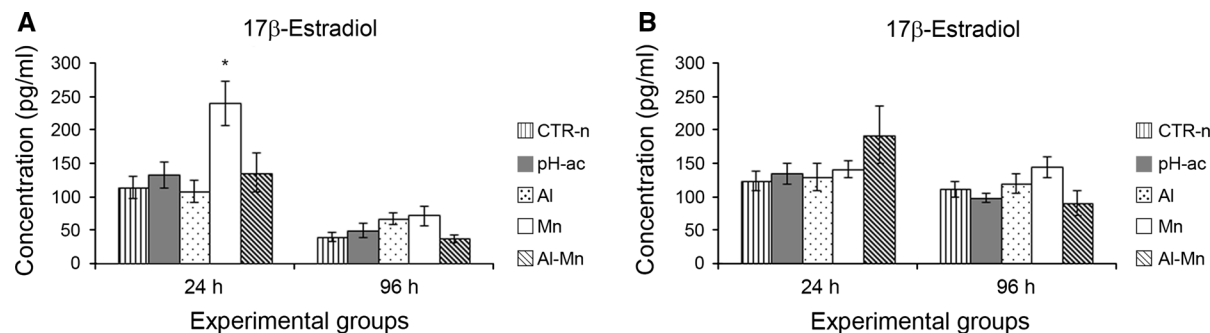 A
17β-Estradiol
Concentration (pg/ml)
300
250
200
150
100
50
0
*
24 h
96 h
Experimental groups
CTR-n
pH-ac
Al
Mn
Al-Mn
B
17β-Estradiol
Concentration (pg/ml)
300
250
200
150
100
50
0
24 h
96 h
Experimental groups
CTR-n
pH-ac
Al
Mn
Al-Mn